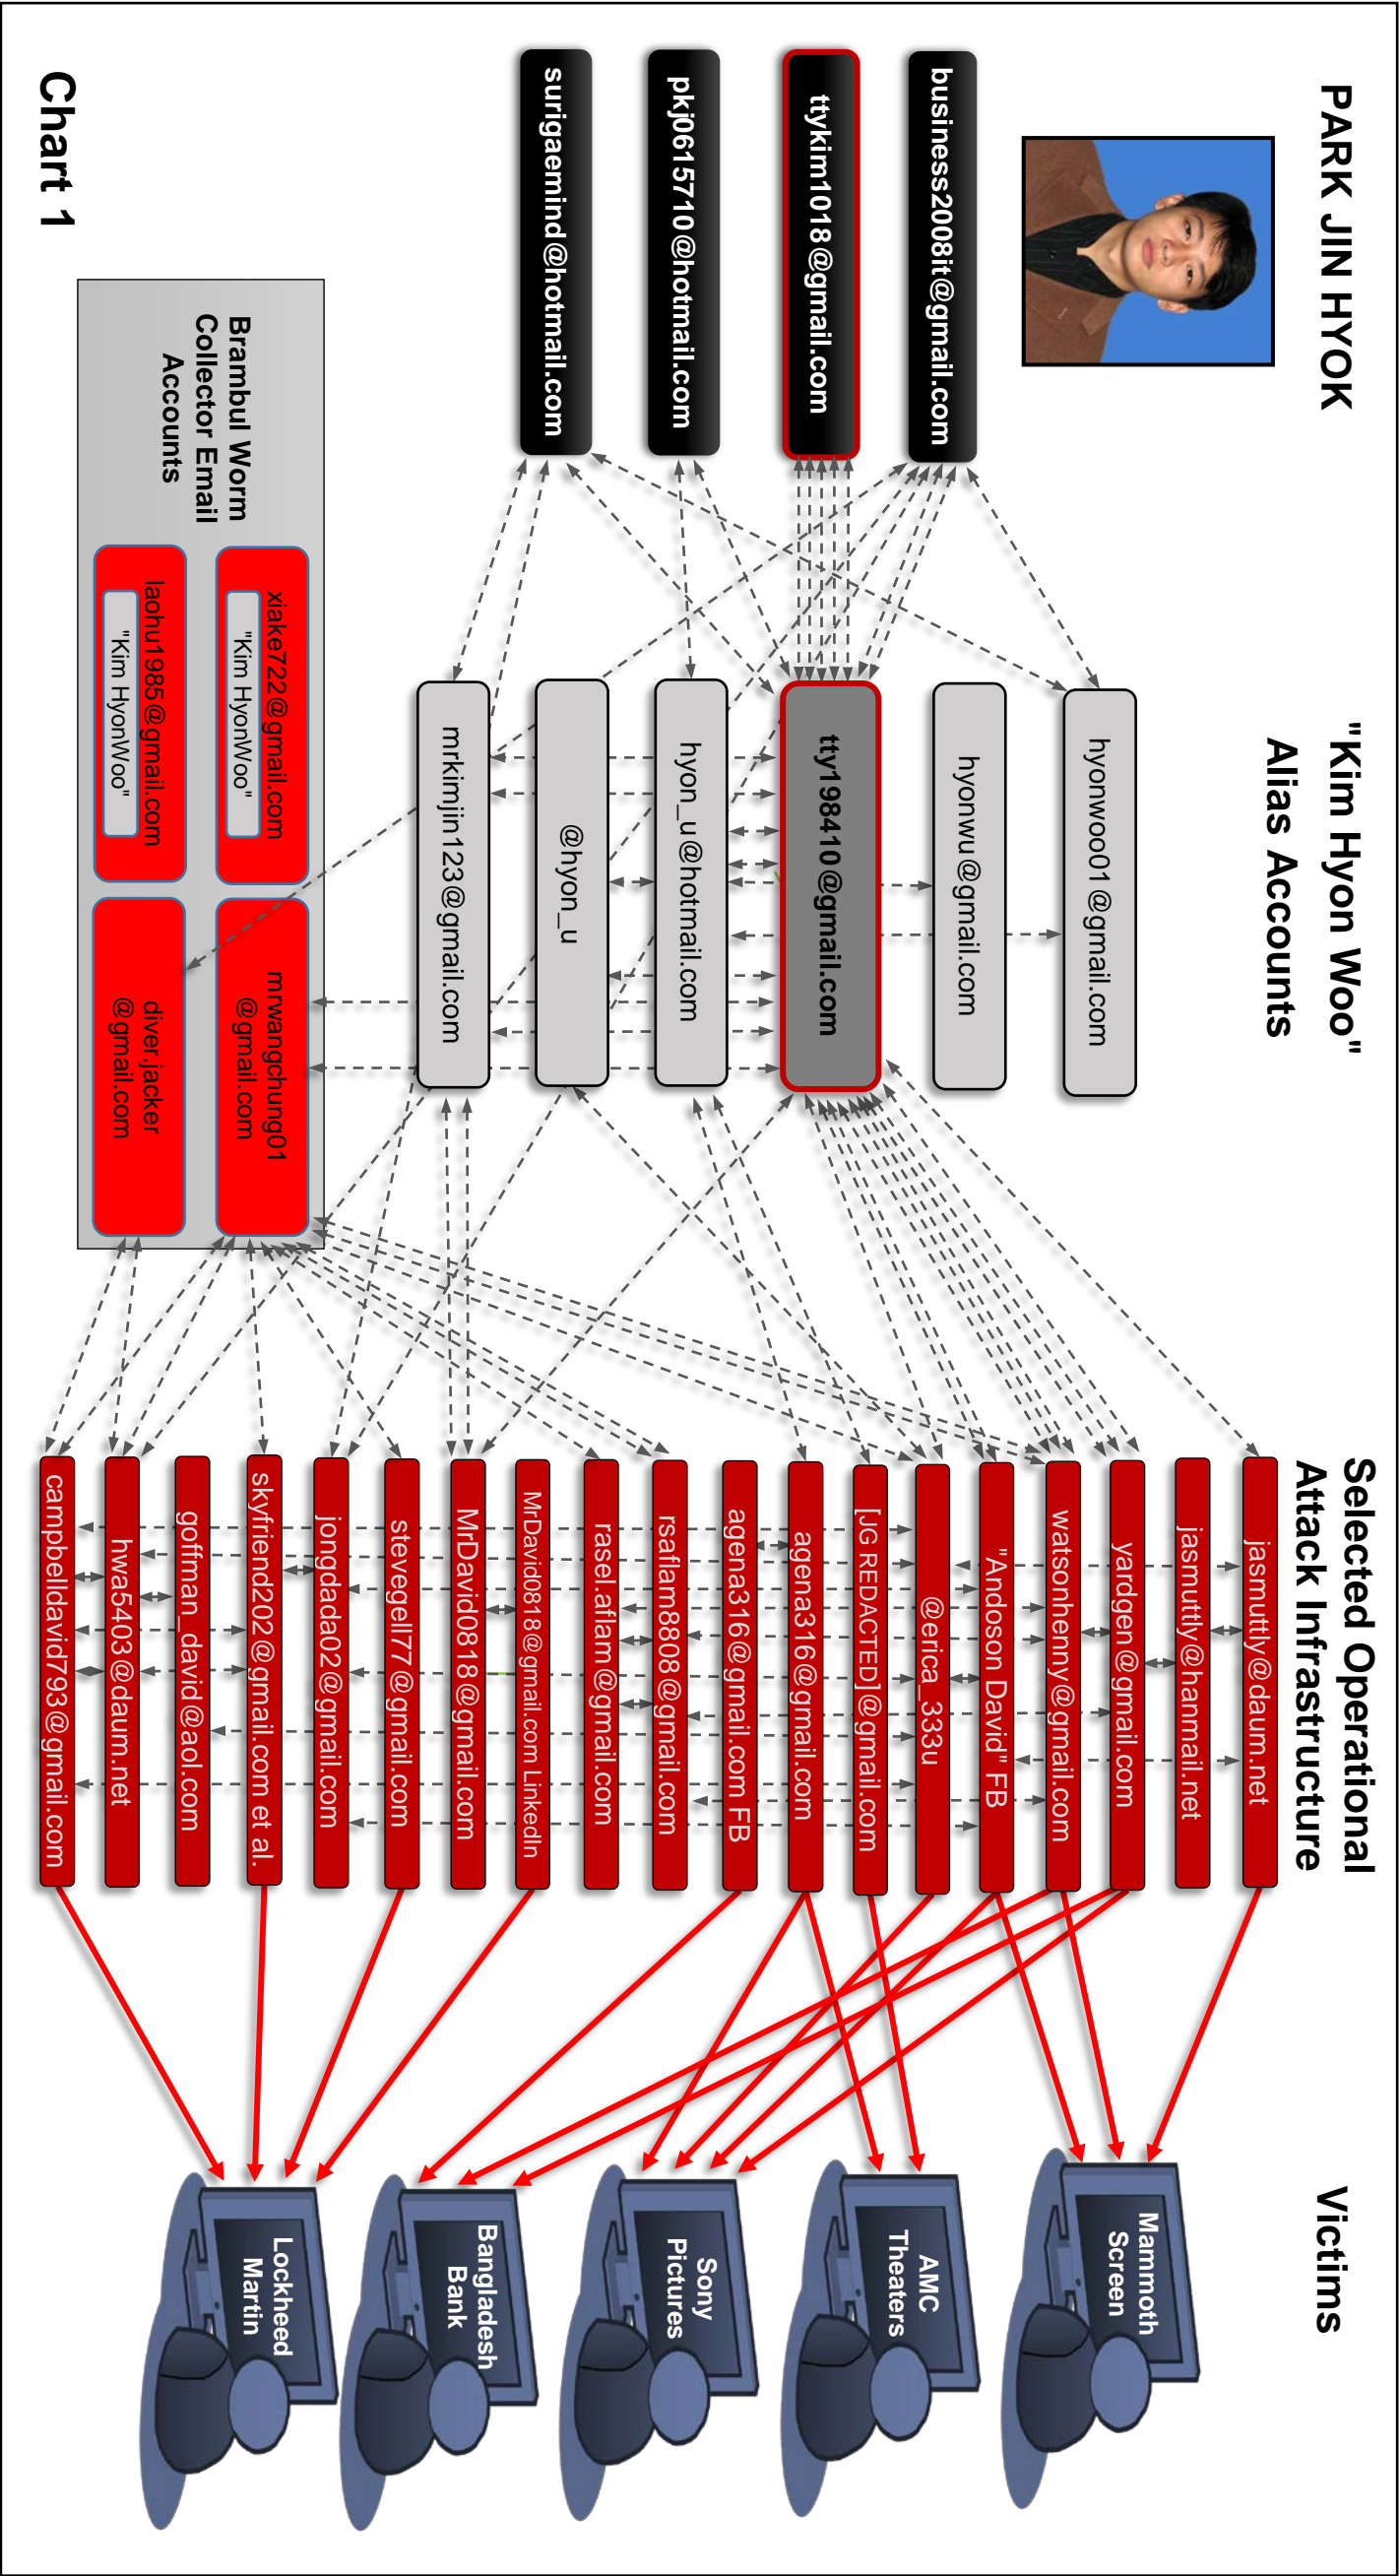 PARK JIN HYOK
"Kim Hyon Woo"
Alias Accounts
Selected Operational
Attack Infrastructure
Victims
business2008it@gmail.com
ttykim1018@gmail.com
pkj0615710@hotmail.com
surigaemind@hotmail.com
hyonwoo01@gmail.com
hyonwu@gmail.com
tty198410@gmail.com
hyon_u@hotmail.com
@hyon_u
mrkimjin123@gmail.com
Brambul Worm
Collector Email
Accounts
xiake722@gmail.com
"Kim HyonWoo"
laohu1985@gmail.com
"Kim HyonWoo"
mrwangchung01
@gmail.com
diver.jacker
@gmail.com
jasmuttly@daum.net
jasmuttly@hanmail.net
yardgen@gmail.com
watsonhenny@gmail.com
"Andoson David" FB
@erica_333u
[JG REDACTED]@gmail.com
agena316@gmail.com
agena316@gmail.com FB
rsaflam8808@gmail.com
rasel.aflam@gmail.com
MrDavid0818@gmail.com LinkedIn
MrDavid0818@gmail.com
stevegell77@gmail.com
jongdada02@gmail.com
skyfriend202@gmail.com et al.
goffman_david@aol.com
hwa5403@daum.net
campbelldavid793@gmail.com
Mammoth
Screen
AMC
Theaters
Sony
Pictures
Bangladesh
Bank
Lockheed
Martin
Chart 1